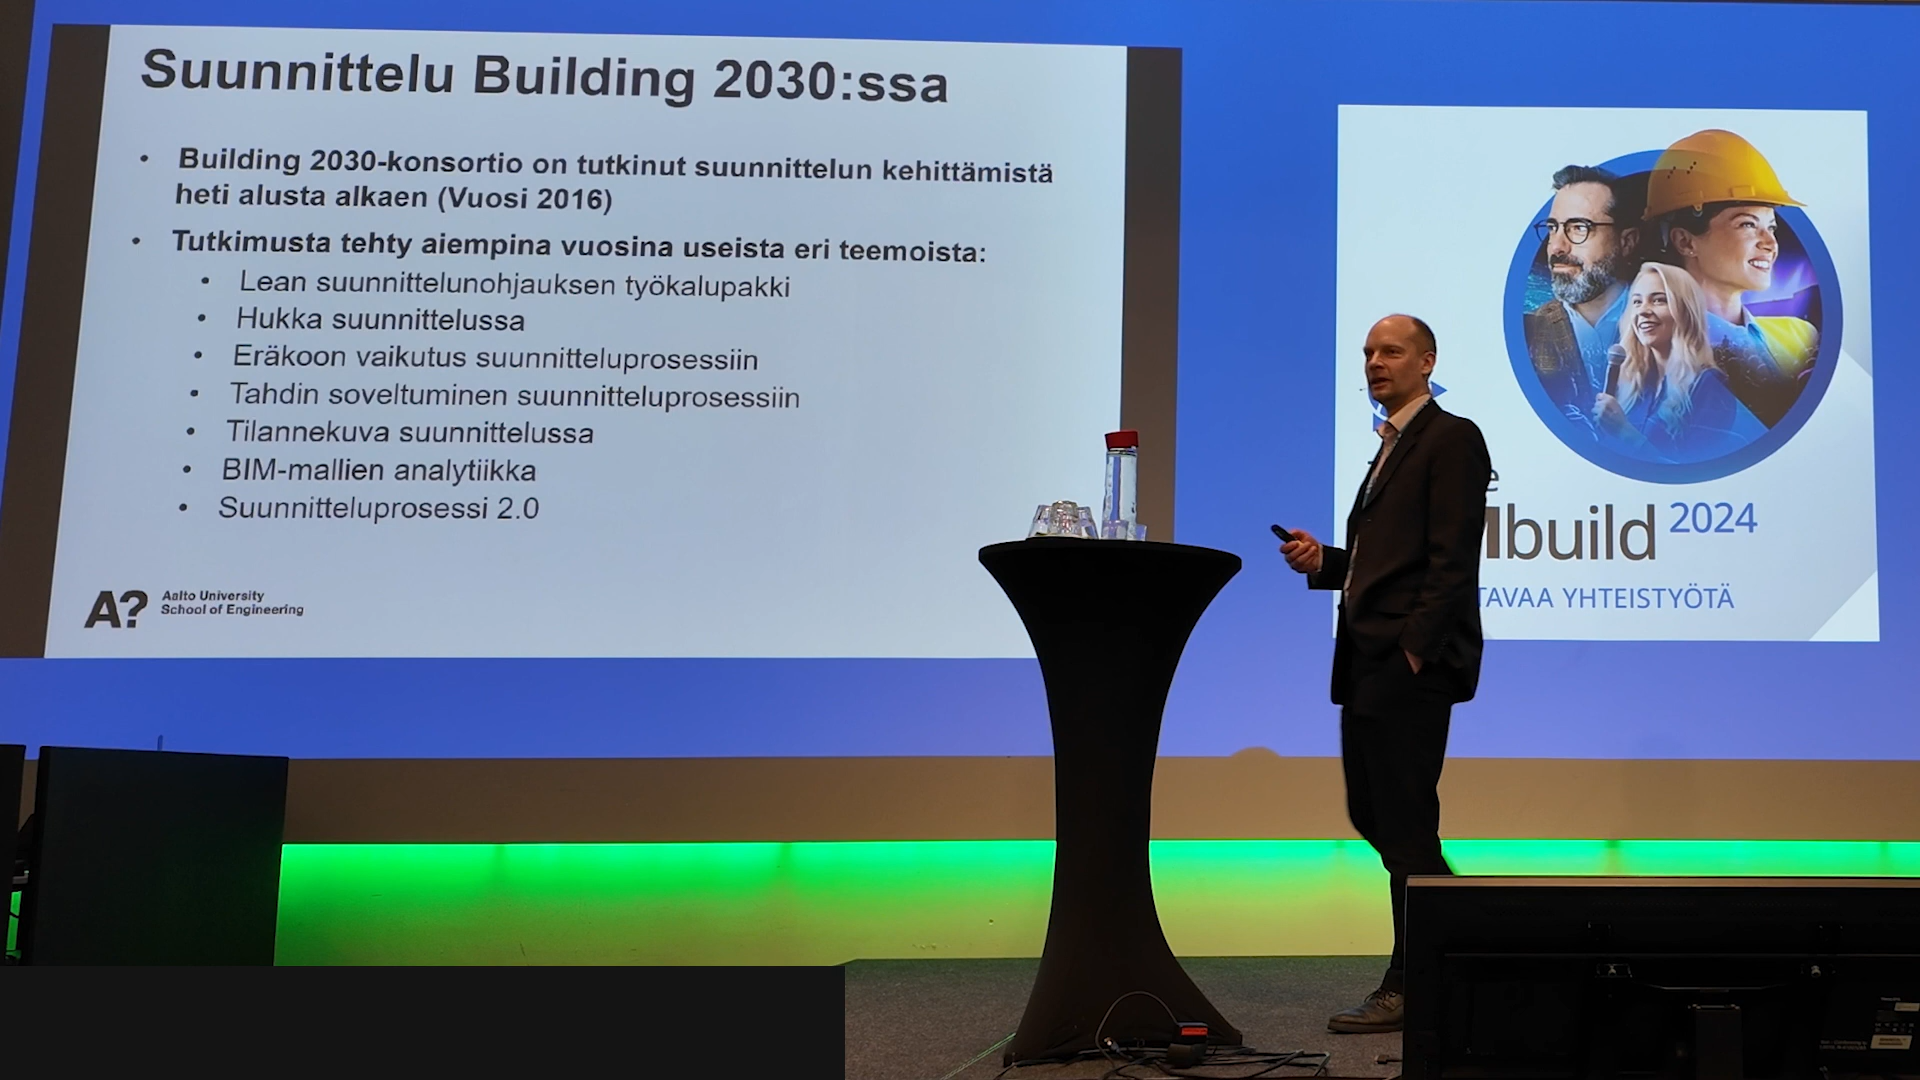 Suunnittelu Building 2030:ssa
• Building 2030-konsortio on tutkinut suunnittelun kehittämistä
heti alusta alkaen (Vuosi 2016)
• Tutkimusta tehty aiempina vuosina useista eri teemoista:
• Lean suunnittelunohjauksen työkalupakki
• Hukka suunnittelussa
• Eräkoon vaikutus suunnitteluprosessiin
• Tahdin soveltuminen suunnitteluprosessiin
• Tilannekuva suunnittelussa
• BIM-mallien analytiikka
• Suunnitteluprosessi 2.0
A? Aalto University
School of Engineering
build 2024
YHTEISTYÖTÄ